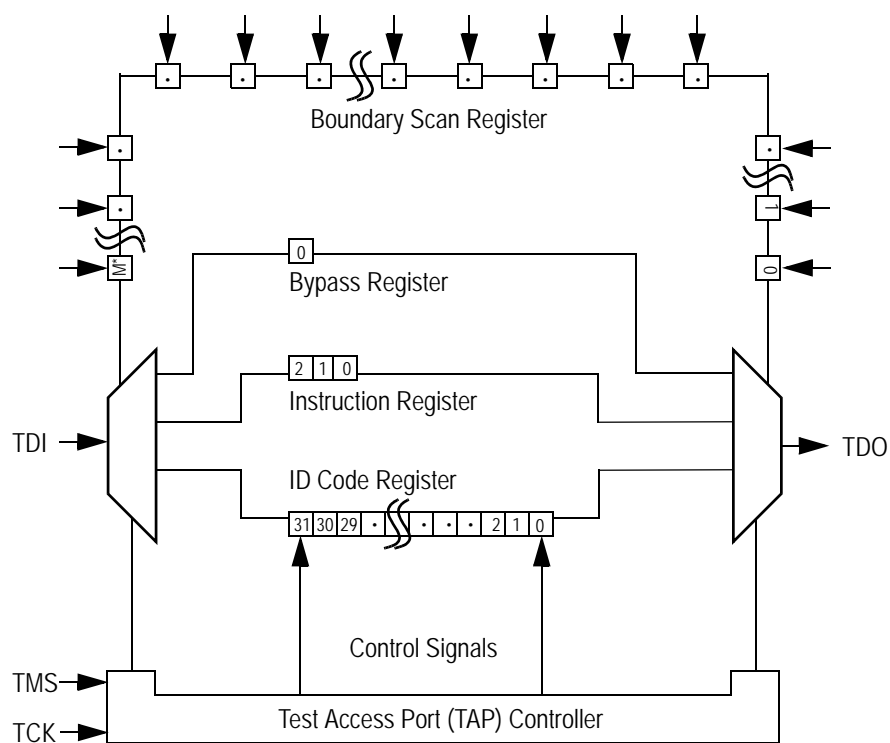 . . . . . . . .
Boundary Scan Register
. .
. 1
M* 0
0
Bypass Register
2 1 0
Instruction Register
TDI
TDO
ID Code Register
31 30 29 . . . . . 2 1 0
Control Signals
TMS
Test Access Port (TAP) Controller
TCK